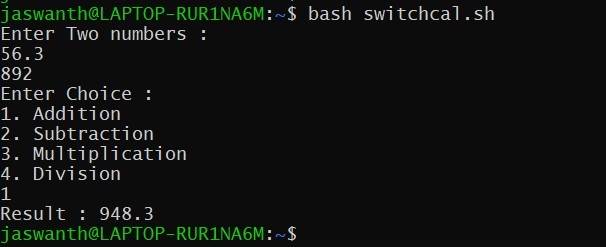 jaswanth@LAPTOP-RUR1NA6M:~$ bash switchcal.sh
Enter Two numbers :
56.3
892
Enter Choice :
1. Addition
2. Subtraction
3. Multiplication
4. Division
1
Result : 948.3
jaswanth@LAPTOP-RUR1NA6M:~$